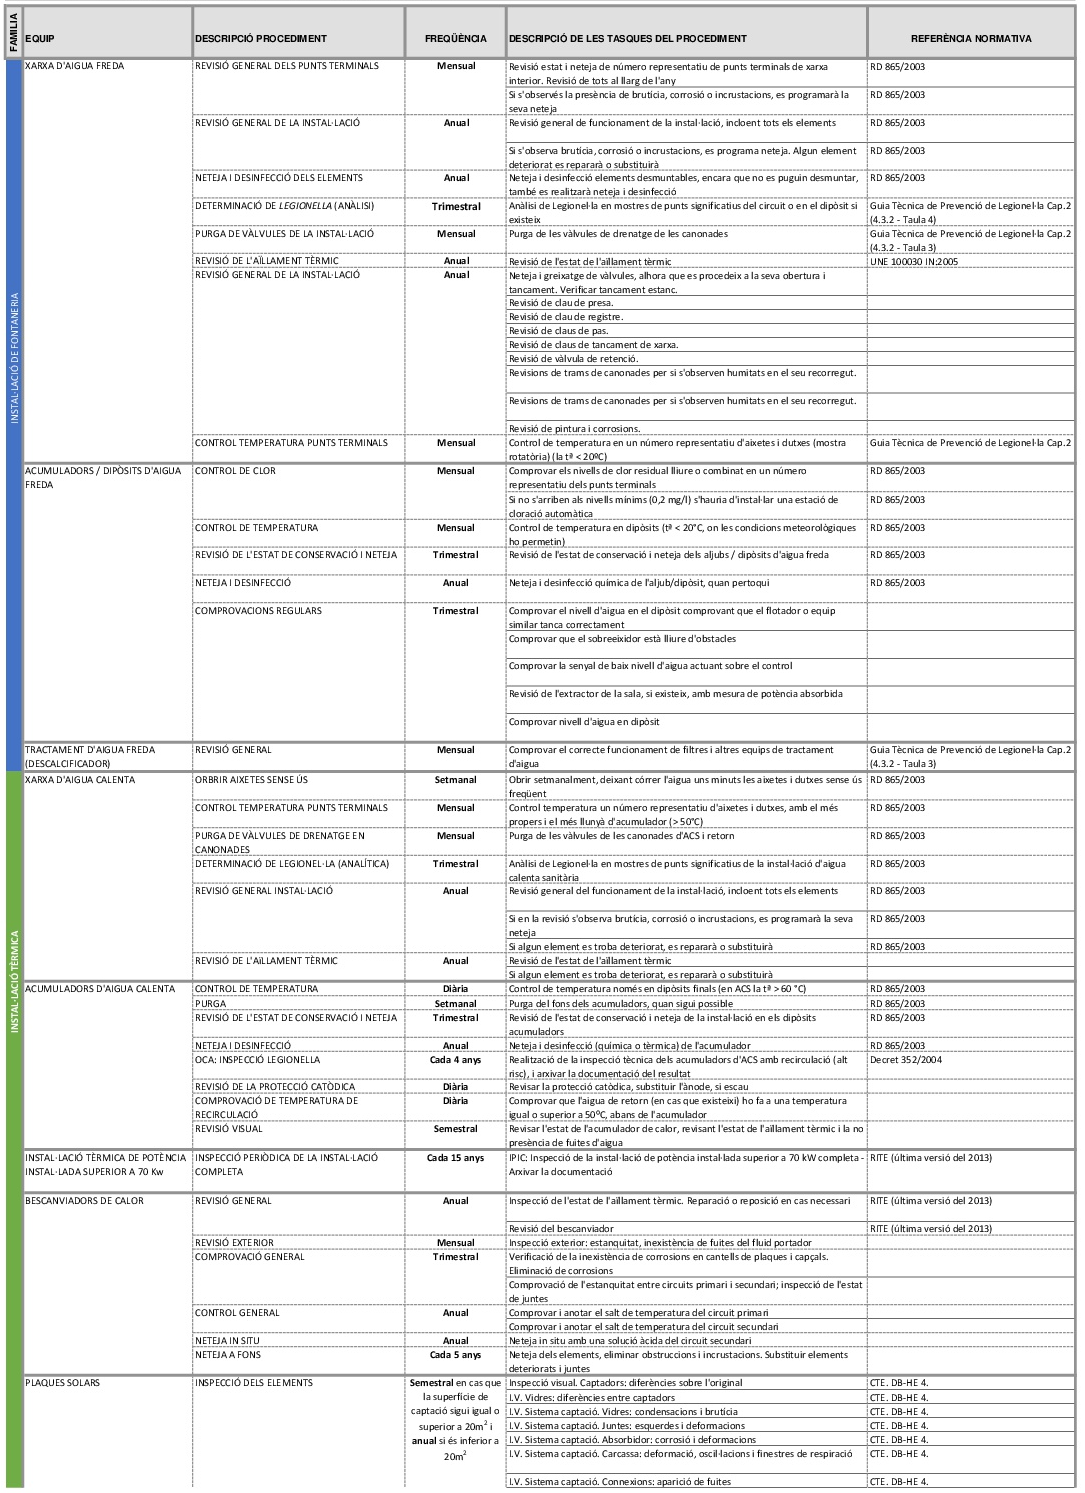 FAMILIA
EQUIP
DESCRIPCIÓ PROCEDIMENT
FREQÜÈNCIA
DESCRIPCIÓ DE LES TASQUES DEL PROCEDIMENT
REFERÈNCIA NORMATIVA
INSTAL·LACIÓ DE FONTANERIA
XARXA D'AIGUA FREDA
REVISIÓ GENERAL DELS PUNTS TERMINALS
Mensual
Revisió estat i neteja de número representatiu de punts terminals de xarxa
interior. Revisió de tots al llarg de l'any
RD 865/2003
Si s'observés la presència de brutícia, corrosió o incrustacions, es programarà la
seva neteja
RD 865/2003
REVISIÓ GENERAL DE LA INSTAL·LACIÓ
Anual
Revisió general de funcionament de la instal·lació, incloent tots els elements
RD 865/2003
Si s'observa brutícia, corrosió o incrustacions, es programa neteja. Algun element
deteriorat es repararà o substituirà
RD 865/2003
NETEJA I DESINFECCIÓ DELS ELEMENTS
Anual
Neteja i desinfecció elements desmuntables, encara que no es puguin desmuntar,
també es realitzarà neteja i desinfecció
RD 865/2003
DETERMINACIÓ DE LEGIONELLA (ANÀLISI)
Trimestral
Anàlisi de Legionel·la en mostres de punts significatius del circuit o en el dipòsit si
existeix
Guia Tècnica de Prevenció de Legionel·la Cap.2
(4.3.2 - Taula 4)
PURGA DE VÀLVULES DE LA INSTAL·LACIÓ
Mensual
Purga de les vàlvules de drenatge de les canonades
Guia Tècnica de Prevenció de Legionel·la Cap.2
(4.3.2 - Taula 3)
REVISIÓ DE L'AÏLLAMENT TÈRMIC
Anual
Revisió de l'estat de l'aïllament tèrmic
UNE 100030 IN:2005
REVISIÓ GENERAL DE LA INSTAL·LACIÓ
Anual
Neteja i greixatge de vàlvules, alhora que es procedeix a la seva obertura i
tancament. Verificar tancament estanc.
Revisió de clau de presa.
Revisió de clau de registre.
Revisió de claus de pas.
Revisió de claus de tancament de xarxa.
Revisió de vàlvula de retenció.
Revisions de trams de canonades per si s'observen humitats en el seu recorregut.
Revisions de trams de canonades per si s'observen humitats en el seu recorregut.
Revisió de pintura i corrosions.
CONTROL TEMPERATURA PUNTS TERMINALS
Mensual
Control de temperatura en un número representatiu d'aixetes i dutxes (mostra
rotatòria) (la tª < 20ºC)
Guia Tècnica de Prevenció de Legionel·la Cap.2
ACUMULADORS / DIPÒSITS D'AIGUA
FREDA
CONTROL DE CLOR
Mensual
Comprovar els nivells de clor residual lliure o combinat en un número
representatiu dels punts terminals
RD 865/2003
Si no s'arriben als nivells mínims (0,2 mg/l) s'hauria d'instal·lar una estació de
cloració automàtica
RD 865/2003
CONTROL DE TEMPERATURA
Mensual
Control de temperatura en dipòsits (tª < 20°C, on les condicions meteorològiques
ho permetin)
RD 865/2003
REVISIÓ DE L'ESTAT DE CONSERVACIÓ I NETEJA
Trimestral
Revisió de l'estat de conservació i neteja dels aljubs / dipòsits d'aigua freda
RD 865/2003
NETEJA I DESINFECCIÓ
Anual
Neteja i desinfecció química de l'aljub/dipòsit, quan pertoqui
RD 865/2003
COMPROVACIONS REGULARS
Trimestral
Comprovar el nivell d'aigua en el dipòsit comprovant que el flotador o equip
similar tanca correctament
Comprovar que el sobreeixidor està lliure d'obstacles
Comprovar la senyal de baix nivell d'aigua actuant sobre el control
Revisió de l'extractor de la sala, si existeix, amb mesura de potència absorbida
Comprovar nivell d'aigua en dipòsit
TRACTAMENT D'AIGUA FREDA
(DESCALCIFICADOR)
REVISIÓ GENERAL
Mensual
Comprovar el correcte funcionament de filtres i altres equips de tractament
d'aigua
Guia Tècnica de Prevenció de Legionel·la Cap.2
(4.3.2 - Taula 3)
INSTAL·LACIÓ TÈRMICA
XARXA D'AIGUA CALENTA
ORBRIR AIXETES SENSE ÚS
Setmanal
Obrir setmanalment, deixant córrer l'aigua uns minuts les aixetes i dutxes sense ús
freqüent
RD 865/2003
CONTROL TEMPERATURA PUNTS TERMINALS
Mensual
Control temperatura un número representatiu d'aixetes i dutxes, amb el més
propers i el més llunyà d'acumulador (> 50°C)
RD 865/2003
PURGA DE VÀLVULES DE DRENATGE EN
CANONADES
Mensual
Purga de les vàlvules de les canonades d'ACS i retorn
RD 865/2003
DETERMINACIÓ DE LEGIONEL·LA (ANALÍTICA)
Trimestral
Anàlisi de Legionel·la en mostres de punts significatius de la instal·lació d'aigua
calenta sanitària
RD 865/2003
REVISIÓ GENERAL INSTAL·LACIÓ
Anual
Revisió general del funcionament de la instal·lació, incloent tots els elements
RD 865/2003
Si en la revisió s'observa brutícia, corrosió o incrustacions, es programarà la seva
neteja
RD 865/2003
Si algun element es troba deteriorat, es repararà o substituirà
RD 865/2003
REVISIÓ DE L'AïLLAMENT TÈRMIC
Anual
Revisió de l'estat de l'aïllament tèrmic
Si algun element es troba deteriorat, es repararà o substituirà
ACUMULADORS D'AIGUA CALENTA
CONTROL DE TEMPERATURA
Diària
Control de temperatura només en dipòsits finals (en ACS la tª > 60 °C)
RD 865/2003
PURGA
Setmanal
Purga del fons dels acumuladors, quan sigui possible
RD 865/2003
REVISIÓ DE L'ESTAT DE CONSERVACIÓ I NETEJA
Trimestral
Revisió de l'estat de conservació i neteja de la instal·lació en els dipòsits
acumuladors
RD 865/2003
NETEJA I DESINFECCIÓ
Anual
Neteja i desinfecció (química o tèrmica) de l'acumulador
RD 865/2003
OCA: INSPECCIÓ LEGIONELLA
Cada 4 anys
Realització de la inspecció tècnica dels acumuladors d'ACS amb recirculació (alt
risc), i arxivar la documentació del resultat
Decret 352/2004
REVISIÓ DE LA PROTECCIÓ CATÒDICA
Diària
Revisar la protecció catòdica, substituir l'ànode, si escau
COMPROVACIÓ DE TEMPERATURA DE
RECIRCULACIÓ
Diària
Comprovar que l'aigua de retorn (en cas que existeixi) ho fa a una temperatura
igual o superior a 50ºC, abans de l'acumulador
REVISIÓ VISUAL
Semestral
Revisar l'estat de l'acumulador de calor, revisant l'estat de l'aïllament tèrmic i la no
presència de fuites d'aigua
INSTAL·LACIÓ TÈRMICA DE POTÈNCIA
INSTAL·LADA SUPERIOR A 70 Kw
INSPECCIÓ PERIÒDICA DE LA INSTAL·LACIÓ
COMPLETA
Cada 15 anys
IPIC: Inspecció de la instal·lació de potència instal·lada superior a 70 kW completa -
Arxivar la documentació
RITE (última versió del 2013)
BESCANVIADORS DE CALOR
REVISIÓ GENERAL
Anual
Inspecció de l'estat de l'aïllament tèrmic. Reparació o reposició en cas necessari
RITE (última versió del 2013)
Revisió del bescanviador
RITE (última versió del 2013)
REVISIÓ EXTERIOR
Mensual
Inspecció exterior: estanquitat, inexistència de fuites del fluid portador
COMPROVACIÓ GENERAL
Trimestral
Verificació de la inexistència de corrosions en cantells de plaques i capçals.
Eliminació de corrosions
Comprovació de l'estanquitat entre circuits primari i secundari; inspecció de l'estat
de juntes
CONTROL GENERAL
Anual
Comprovar i anotar el salt de temperatura del circuit primari
Comprovar i anotar el salt de temperatura del circuit secundari
NETEJA IN SITU
Anual
Neteja in situ amb una solució àcida del circuit secundari
NETEJA A FONS
Cada 5 anys
Neteja dels elements, eliminar obstruccions i incrustacions. Substituir elements
deteriorats i juntes
PLAQUES SOLARS
INSPECCIÓ DELS ELEMENTS
Semestral en cas que
la superfície de
captació sigui igual o
superior a 20m² i
anual si és inferior a
20m²
Inspecció visual. Captadors: diferències sobre l'original
CTE. DB-HE 4.
I.V. Vidres: diferències entre captadors
CTE. DB-HE 4.
I.V. Sistema captació. Vidres: condensacions i brutícia
CTE. DB-HE 4.
I.V. Sistema captació. Juntes: esquerdes i deformacions
CTE. DB-HE 4.
I.V. Sistema captació. Absorbidor: corrosió i deformacions
CTE. DB-HE 4.
I.V. Sistema captació. Carcassa: deformació, oscil·lacions i finestres de respiració
CTE. DB-HE 4.
I.V. Sistema captació. Connexions: aparició de fuites
CTE. DB-HE 4.